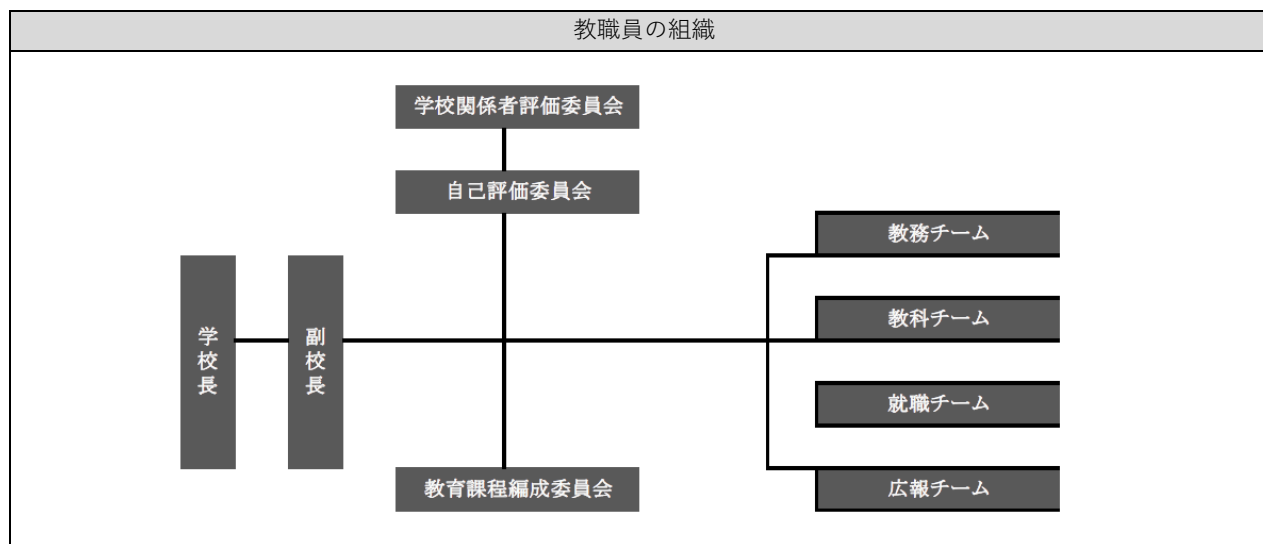 教職員の組織
学校関係者評価委員会
自己評価委員会
教務チーム
教科チーム
学校長
副校長
就職チーム
教育課程編成委員会
広報チーム